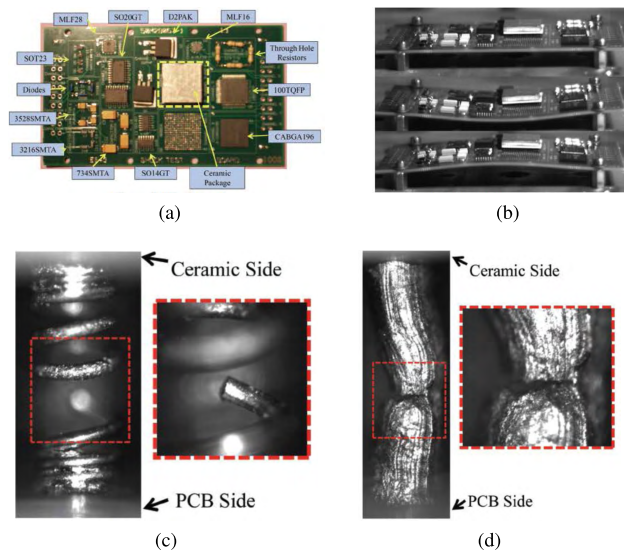 MLF28
SO20GT
D2PAK
MLF16
SOT23
Through Hole
Resistors
Diodes
3528SMTA
100TQFP
3216SMTA
CABGA196
734SMTA
SO14GT
Ceramic
Package
(a)
(b)
Ceramic Side
Ceramic Side
PCB Side
PCB Side
(c)
(d)